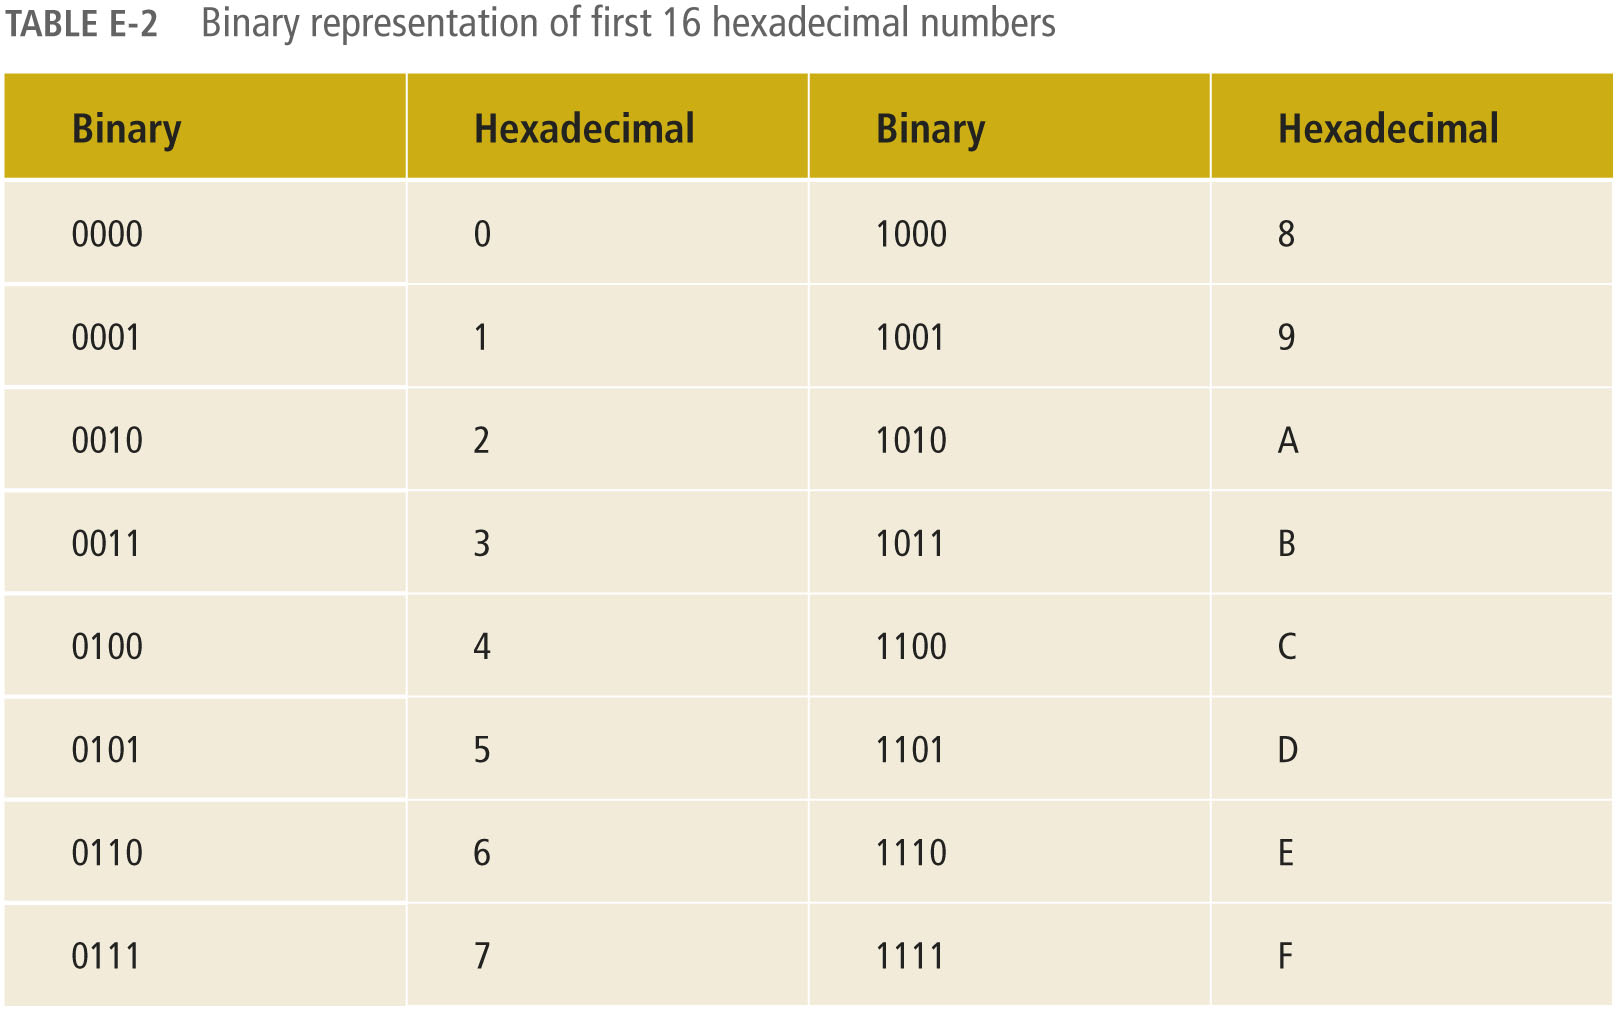 TABLE E-2 Binary representation of first 16 hexadecimal numbers
Binary Hexadecimal Binary Hexadecimal
0000 0 1000 8
0001 1 1001 9
0010 2 1010 A
0011 3 1011 B
0100 4 1100 C
0101 5 1101 D
0110 6 1110 E
0111 7 1111 F